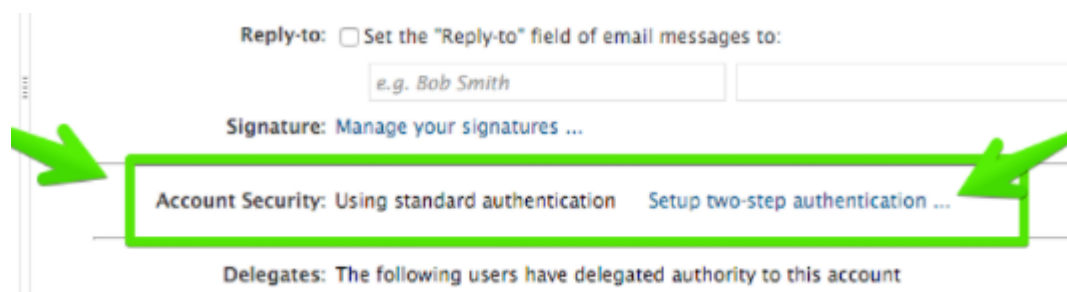 Reply-to: Set the "Reply-to" field of email messages to:
e.g. Bob Smith
Signature: Manage your signatures ...
Account Security: Using standard authentication Setup two-step authentication ...
Delegates: The following users have delegated authority to this account